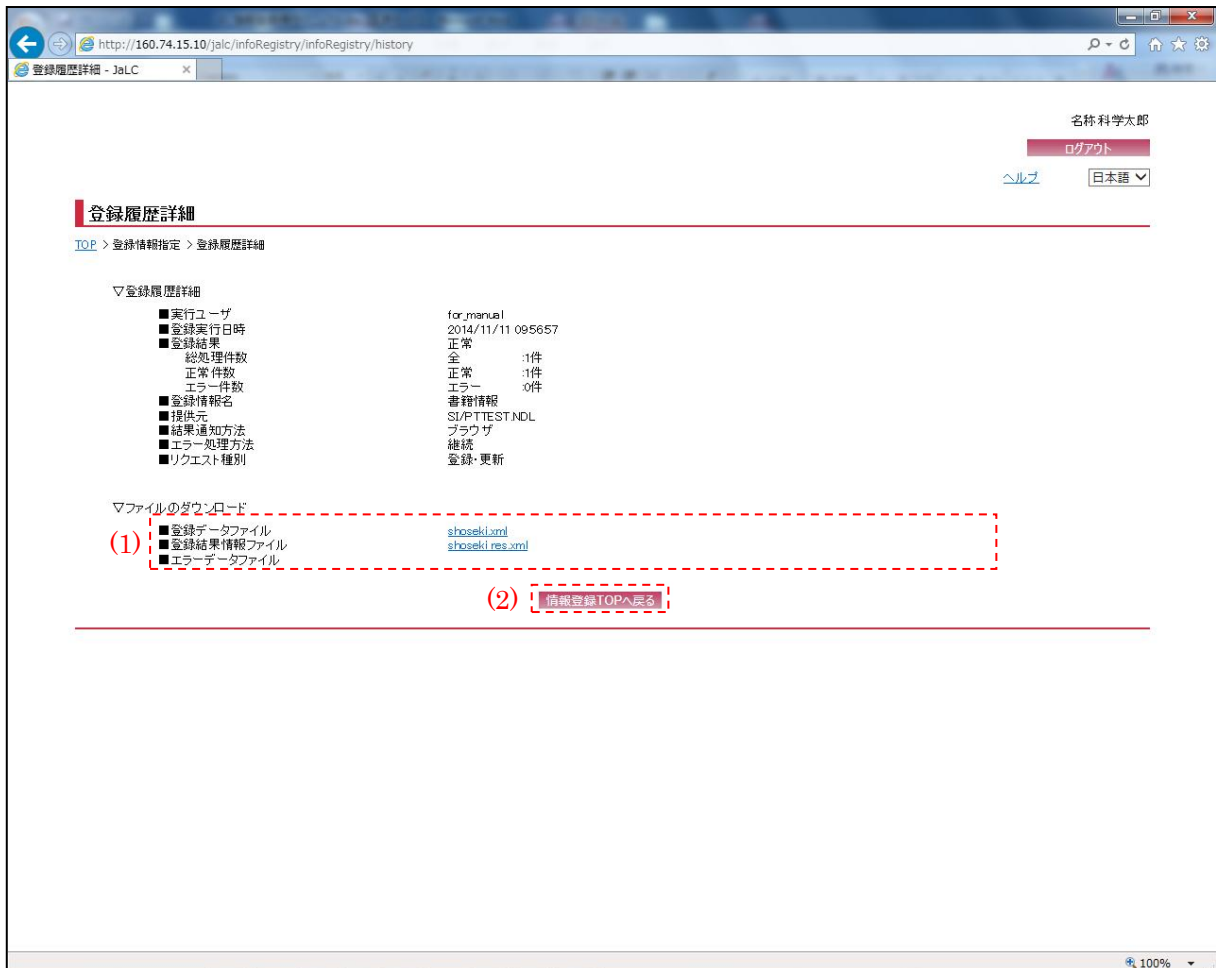 http://160.74.15.10/jalc/infoRegistry/infoRegistry/history
登録履歴詳細 - JaLC
名称 科学太郎
ログアウト
ヘルプ 日本語
登録履歴詳細
TOP > 登録情報指定 > 登録履歴詳細
▽登録履歴詳細
■実行ユーザ for_manual
■登録実行日時 2014/11/11 095657
■登録結果 正常
総処理件数 全 :1件
正常件数 正常 :1件
エラー件数 エラー :0件
■登録情報名 書籍情報
■提供元 SI/PTTEST.NDL
■結果通知方法 ブラウザ
■エラー処理方法 継続
■リクエスト種別 登録・更新
▽ファイルのダウンロード
(1)
■登録データファイル shoseki.xml
■登録結果情報ファイル shoseki res.xml
■エラーデータファイル
(2) 情報登録TOPへ戻る
100%